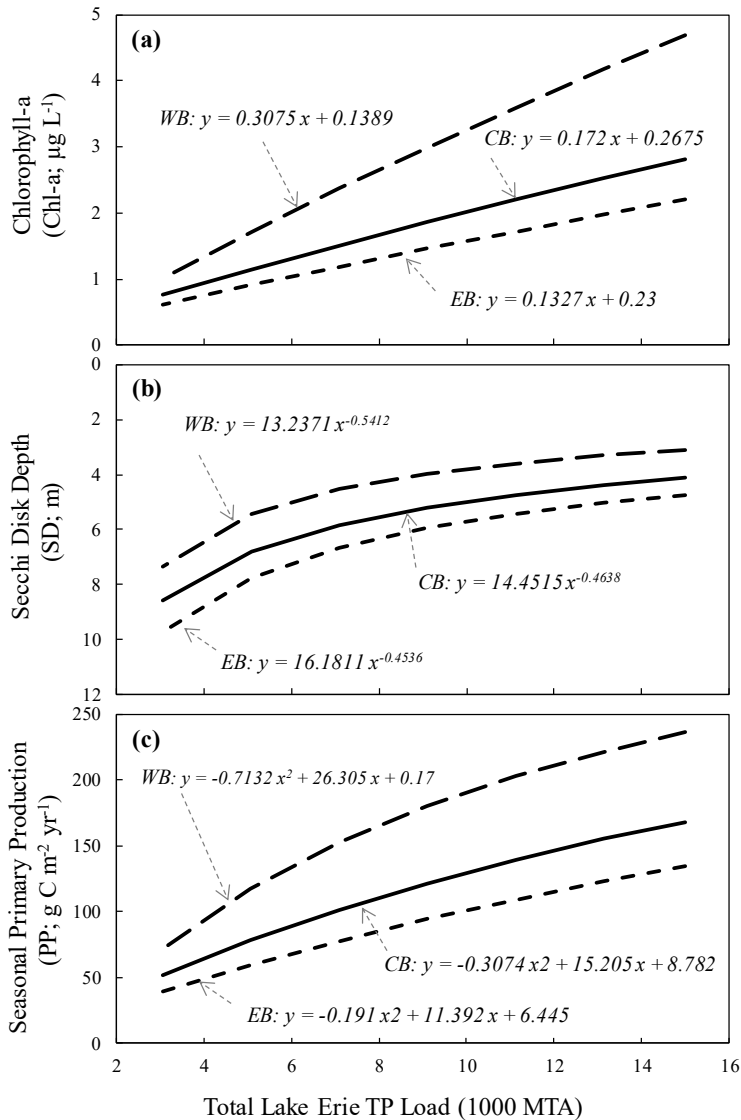 5
(a)
4
WB: y = 0.3075 x + 0.1389
CB: y = 0.172 x + 0.2675
3
Chlorophyll-a
(Chl-a; µg L-1)
2
1
EB: y = 0.1327 x + 0.23
0
0
(b)
2
WB: y = 13.2371 x-0.5412
4
Secchi Disk Depth
(SD; m)
6
8
CB: y = 14.4515 x-0.4638
10
EB: y = 16.1811 x-0.4536
12
250
(c)
200
WB: y = -0.7132 x2 + 26.305 x + 0.17
150
Seasonal Primary Production
(PP; g C m-2 yr-1)
100
CB: y = -0.3074 x2 + 15.205 x + 8.782
50
EB: y = -0.191 x2 + 11.392 x + 6.445
0
2 4 6 8 10 12 14 16
Total Lake Erie TP Load (1000 MTA)